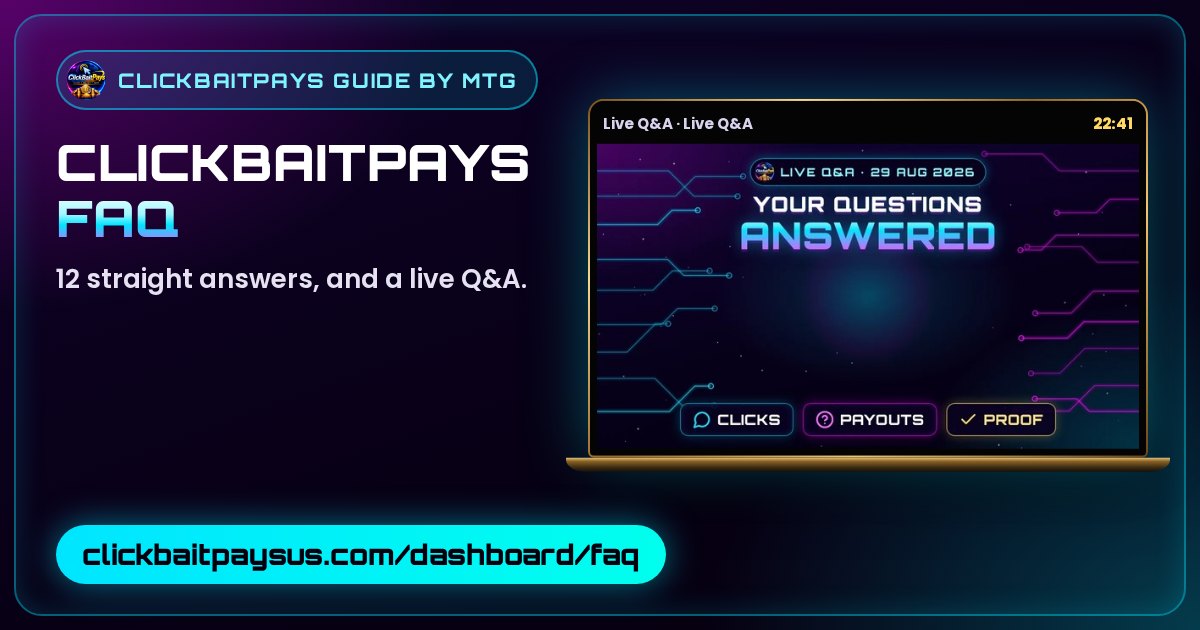 ClickBaitPays
CLICKBAITPAYS GUIDE BY MTG
CLICKBAITPAYS
FAQ
12 straight answers, and a live Q&A.
Live Q&A · Live Q&A
22:41
LIVE Q&A · 29 AUG 2026
YOUR QUESTIONS
ANSWERED
CLICKS
PAYOUTS
PROOF
clickbaitpaysus.com/dashboard/faq